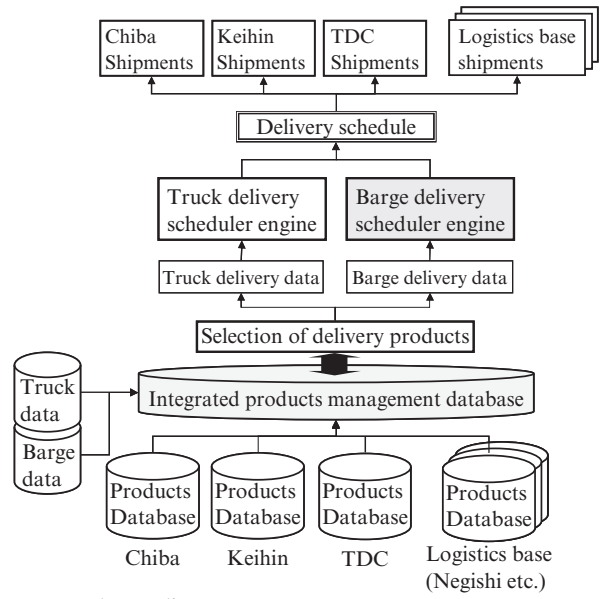 Chiba
Shipments
Keihin
Shipments
TDC
Shipments
Logistics base
shipments
Delivery schedule
Truck delivery
scheduler engine
Barge delivery
scheduler engine
Truck delivery data
Barge delivery data
Selection of delivery products
Truck
data
Integrated products management database
Barge
data
Products
Database
Products
Database
Products
Database
Products
Database
Chiba
Keihin
TDC
Logistics base
(Negishi etc.)